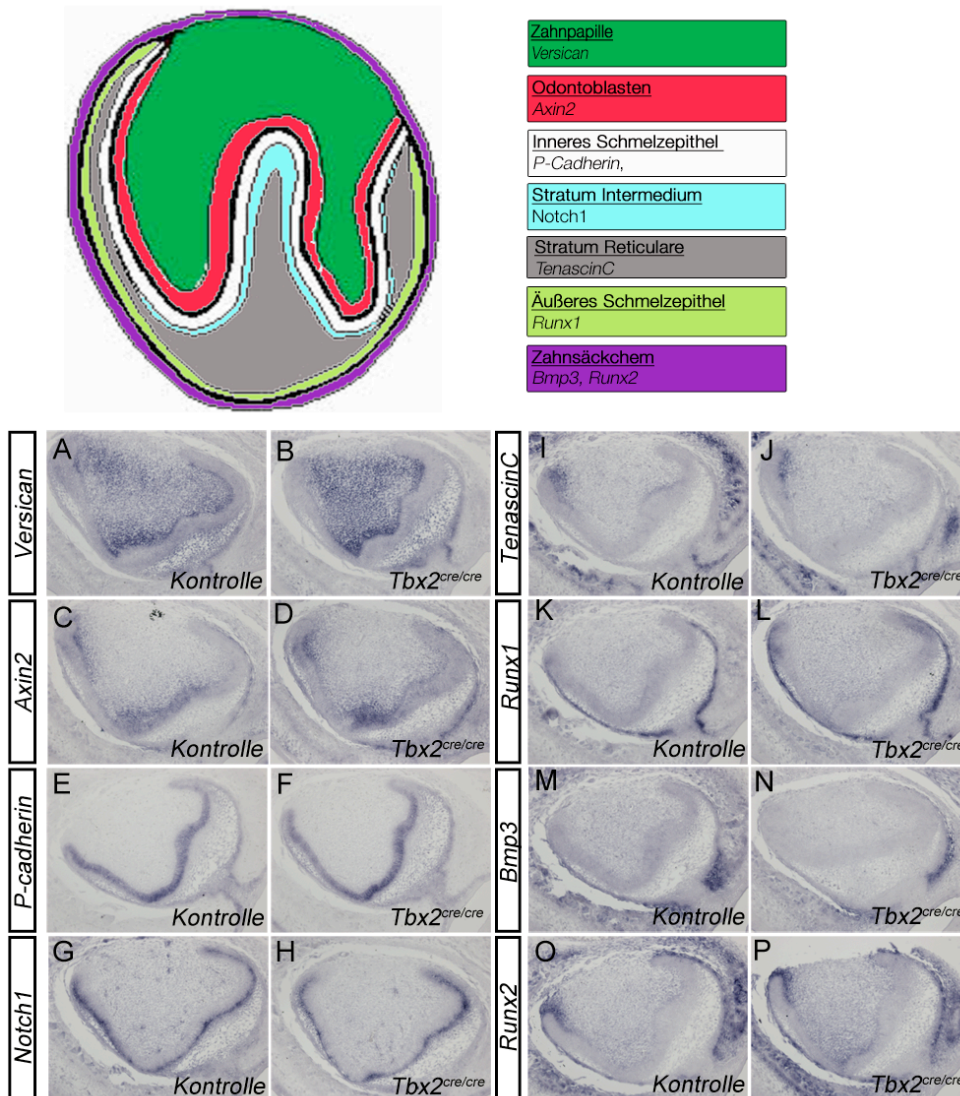 Zahnpapille
Versican
Odontoblasten
Axin2
Inneres Schmelzepithel
P-Cadherin,
Stratum Intermedium
Notch1
Stratum Reticulare
TenascinC
Äußeres Schmelzepithel
Runx1
Zahnsäckchem
Bmp3, Runx2
Versican
A
Kontrolle
B
Tbx2cre/cre
TenascinC
I
Kontrolle
J
Tbx2cre/cre
Axin2
C
Kontrolle
D
Tbx2cre/cre
Runx1
K
Kontrolle
L
Tbx2cre/cre
P-cadherin
E
Kontrolle
F
Tbx2cre/cre
Bmp3
M
Kontrolle
N
Tbx2cre/cre
Notch1
G
Kontrolle
H
Tbx2cre/cre
Runx2
O
Kontrolle
P
Tbx2cre/cre